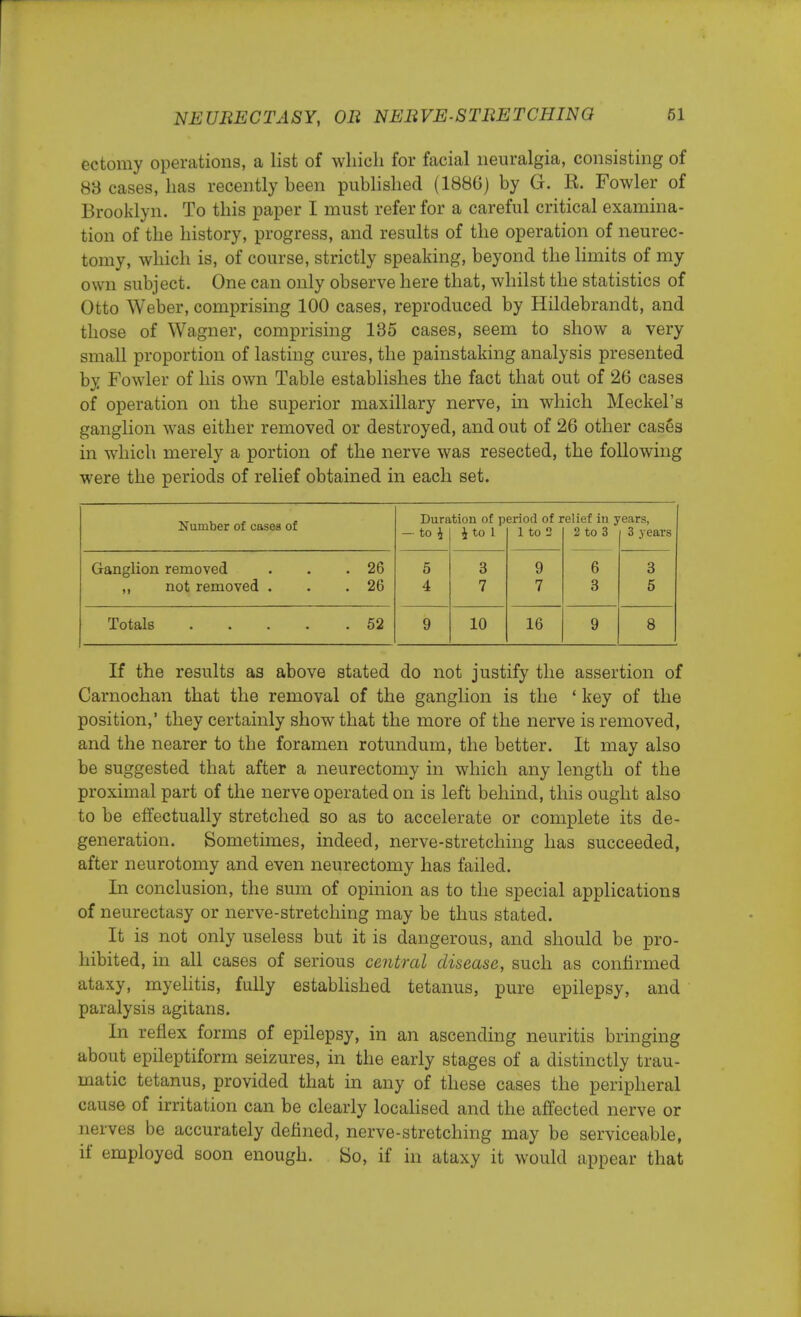 NEURECTASY, OR NERVE-STRETCHING 51
ectomy operations, a list of which for facial neuralgia, consisting of
88 cases, has recently been published (1886) by G. R. Fowler of
Brooklyn. To this paper I must refer for a careful critical examina-
tion of the history, progress, and results of the operation of neurec-
tomy, which is, of course, strictly speaking, beyond the limits of my
own subject. One can only observe here that, whilst the statistics of
Otto Weber, comprising 100 cases, reproduced by Hildebrandt, and
those of Wagner, comprising 135 cases, seem to show a very
small proportion of lasting cures, the painstaking analysis presented
by Fowler of his own Table establishes the fact that out of 26 cases
of operation on the superior maxillary nerve, in which Meckel's
ganglion was either removed or destroyed, and out of 26 other cases
in which merely a portion of the nerve was resected, the following
were the periods of relief obtained in each set.
Number of cases of Duration of period of relief in years,
— to ½ ½ to 1 1 to 2 2 to 3 3 years
Ganglion removed . . . 26 5 3 9 6 3
„ not removed . . . 26 4 7 7 3 5
Totals . . . . . 52 9 10 16 9 8
If the results as above stated do not justify the assertion of
Carnochan that the removal of the ganglion is the ‘key of the
position,’ they certainly show that the more of the nerve is removed,
and the nearer to the foramen rotundum, the better. It may also
be suggested that after a neurectomy in which any length of the
proximal part of the nerve operated on is left behind, this ought also
to be effectually stretched so as to accelerate or complete its de-
generation. Sometimes, indeed, nerve-stretching has succeeded,
after neurotomy and even neurectomy has failed.
In conclusion, the sum of opinion as to the special applications
of neurectasy or nerve-stretching may be thus stated.
It is not only useless but it is dangerous, and should be pro-
hibited, in all cases of serious central disease, such as confirmed
ataxy, myelitis, fully established tetanus, pure epilepsy, and
paralysis agitans.
In reflex forms of epilepsy, in an ascending neuritis bringing
about epileptiform seizures, in the early stages of a distinctly trau-
matic tetanus, provided that in any of these cases the peripheral
cause of irritation can be clearly localised and the affected nerve or
nerves be accurately defined, nerve-stretching may be serviceable,
if employed soon enough. So, if in ataxy it would appear that